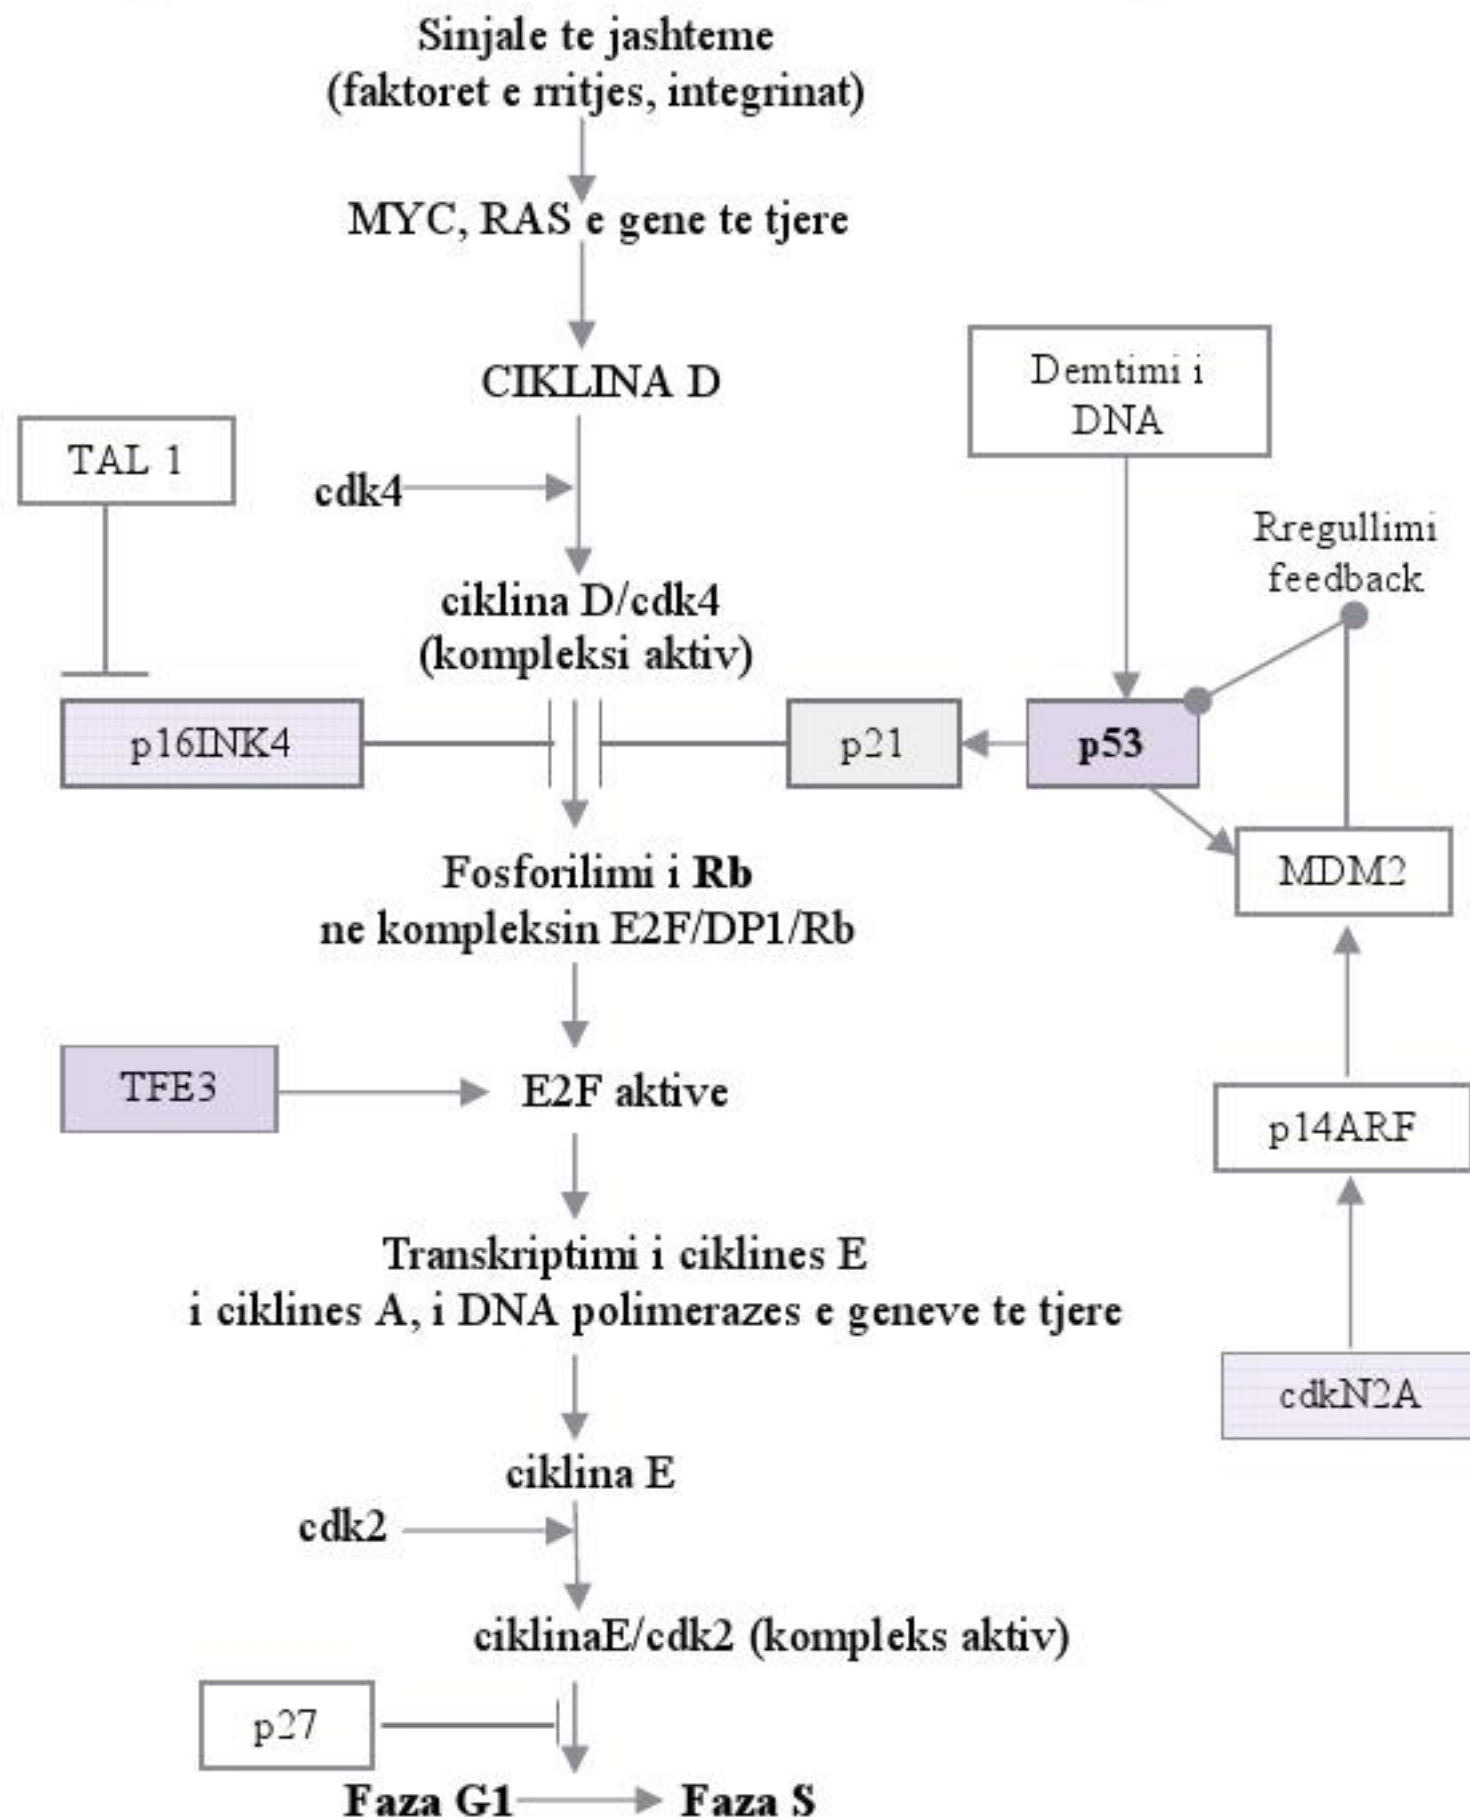 Sinjale te jashteme
(faktoret e rritjes, integrinat)
MYC, RAS e gene te tjere
CIKLINA D
Demtimi i
DNA
TAL 1
cdk4
Rregullimi
feedback
ciklina D/cdk4
(kompleksi aktiv)
p16INK4
p21
p53
MDM2
Fosforilimi i Rb
ne kompleksin E2F/DP1/Rb
TFE3
E2F aktive
p14ARF
Transkriptimi i ciklines E
i ciklines A, i DNA polimerazes e geneve te tjere
cdkN2A
ciklina E
cdk2
ciklinaE/cdk2 (kompleks aktiv)
p27
Faza G1
Faza S